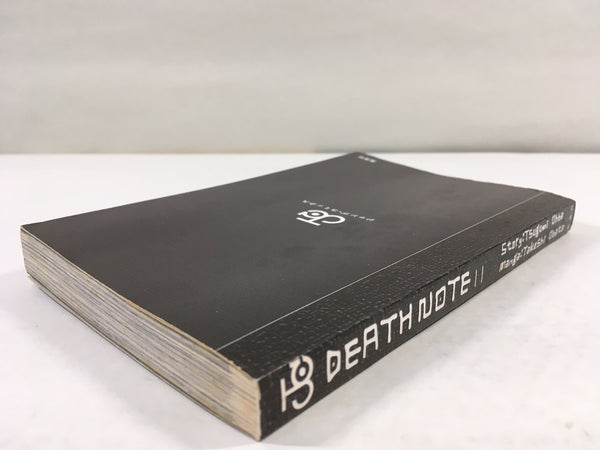 DEATH NOTE 11
Story:Tsugumi Ohba
Manga:Takeshi Obata